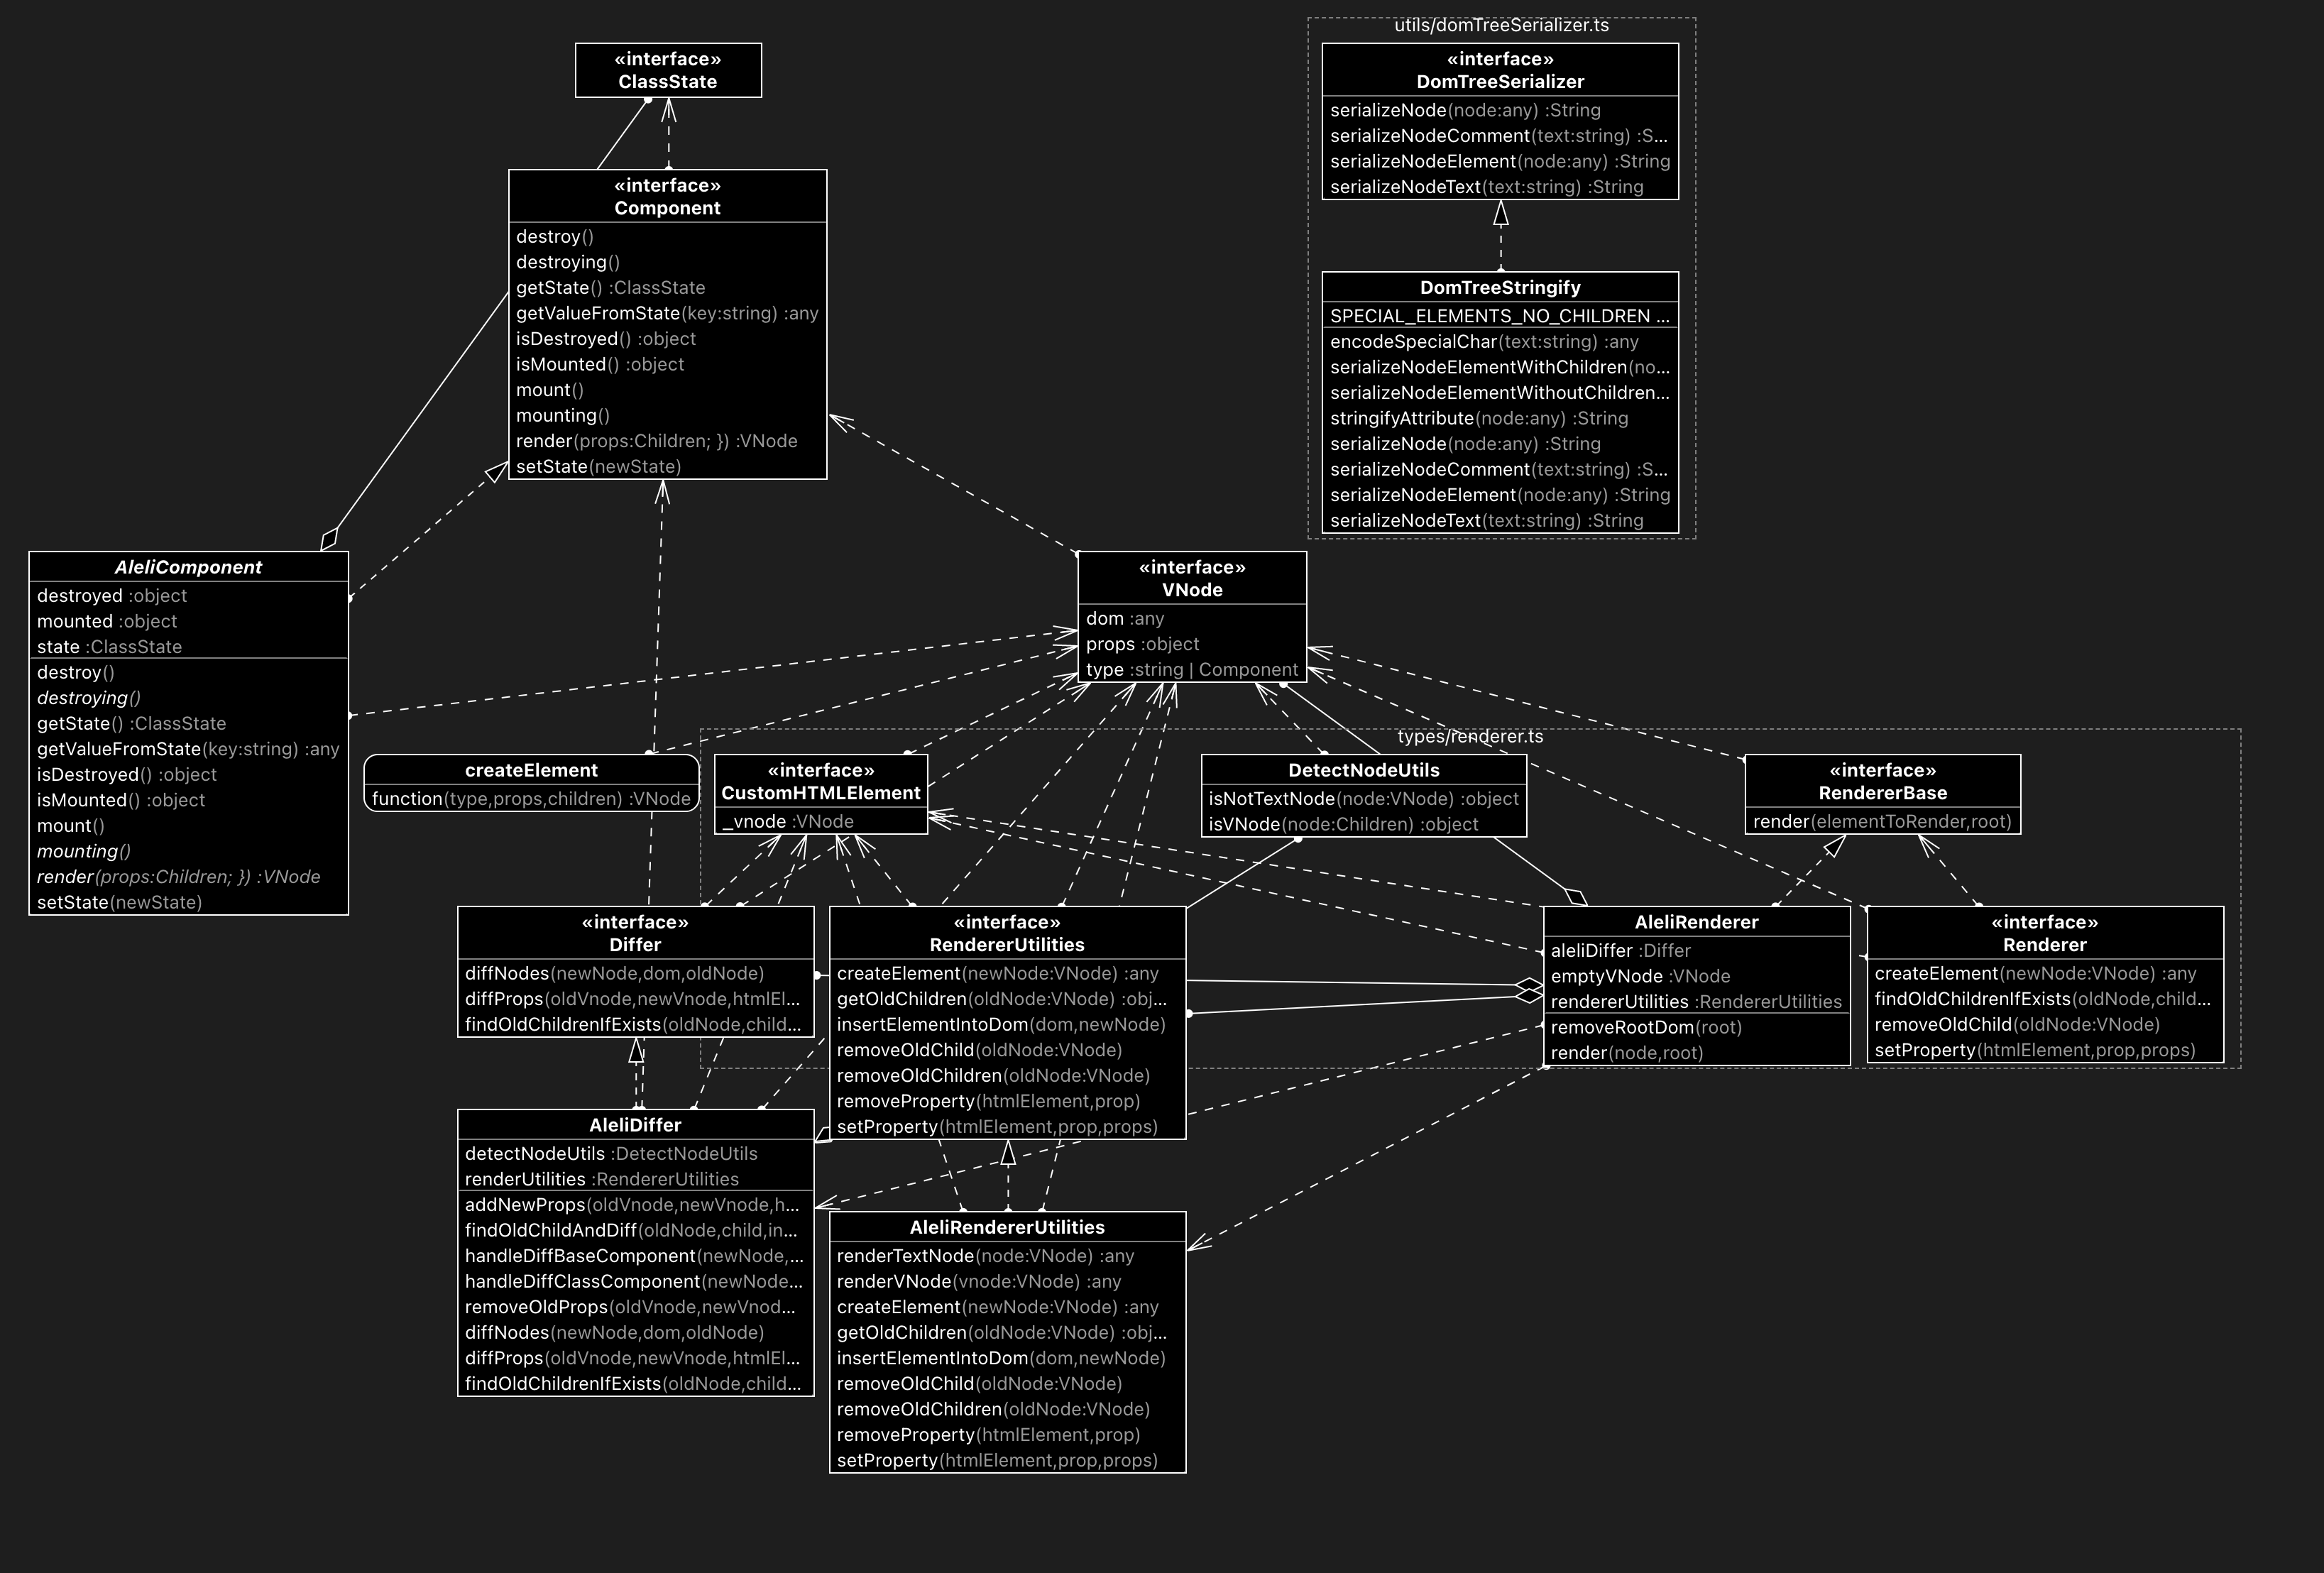 «interface»
ClassState
«interface»
Component
destroy()
destroying()
getState() :ClassState
getValueFromState(key:string) :any
isDestroyed() :object
isMounted() :object
mount()
mounting()
render(props:Children; }) :VNode
setState(newState)
utils/domTreeSerializer.ts
«interface»
DomTreeSerializer
serializeNode(node:any) :String
serializeNodeComment(text:string) :S...
serializeNodeElement(node:any) :String
serializeNodeText(text:string) :String
DomTreeStringify
SPECIAL_ELEMENTS_NO_CHILDREN ...
encodeSpecialChar(text:string) :any
serializeNodeElementWithChildren(no...
serializeNodeElementWithoutChildren...
stringifyAttribute(node:any) :String
serializeNode(node:any) :String
serializeNodeComment(text:string) :S...
serializeNodeElement(node:any) :String
serializeNodeText(text:string) :String
AleliComponent
destroyed :object
mounted :object
state :ClassState
destroy()
destroying()
getState() :ClassState
getValueFromState(key:string) :any
isDestroyed() :object
isMounted() :object
mount()
mounting()
render(props:Children; }) :VNode
setState(newState)
«interface»
VNode
dom :any
props :object
type :string | Component
createElement
function(type,props,children) :VNode
types/renderer.ts
«interface»
CustomHTMLElement
_vnode :VNode
DetectNodeUtils
isNotTextNode(node:VNode) :object
isVNode(node:Children) :object
«interface»
RendererBase
render(elementToRender,root)
«interface»
Differ
diffNodes(newNode,dom,oldNode)
diffProps(oldVnode,newVnode,htmlEl...
findOldChildrenIfExists(oldNode,child...
«interface»
RendererUtilities
createElement(newNode:VNode) :any
getOldChildren(oldNode:VNode) :obj...
insertElementIntoDom(dom,newNode)
removeOldChild(oldNode:VNode)
removeOldChildren(oldNode:VNode)
removeProperty(htmlElement,prop)
setProperty(htmlElement,prop,props)
AleliRenderer
aleliDiffer :Differ
emptyVNode :VNode
rendererUtilities :RendererUtilities
removeRootDom(root)
render(node,root)
«interface»
Renderer
createElement(newNode:VNode) :any
findOldChildrenIfExists(oldNode,child...
removeOldChild(oldNode:VNode)
setProperty(htmlElement,prop,props)
AleliDiffer
detectNodeUtils :DetectNodeUtils
renderUtilities :RendererUtilities
addNewProps(oldVnode,newVnode,h...
findOldChildAndDiff(oldNode,child,in...
handleDiffBaseComponent(newNode,...
handleDiffClassComponent(newNode...
removeOldProps(oldVnode,newVnod...
diffNodes(newNode,dom,oldNode)
diffProps(oldVnode,newVnode,htmlEl...
findOldChildrenIfExists(oldNode,child...
AleliRendererUtilities
renderTextNode(node:VNode) :any
renderVNode(vnode:VNode) :any
createElement(newNode:VNode) :any
getOldChildren(oldNode:VNode) :obj...
insertElementIntoDom(dom,newNode)
removeOldChild(oldNode:VNode)
removeOldChildren(oldNode:VNode)
removeProperty(htmlElement,prop)
setProperty(htmlElement,prop,props)